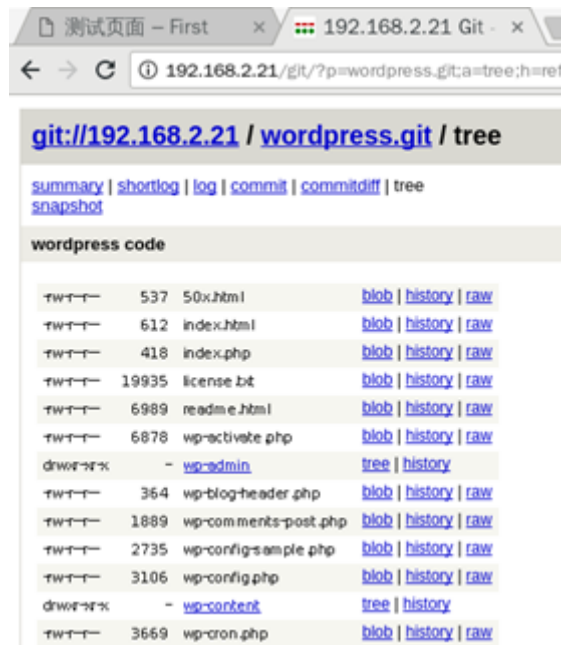 测试页面 – First
192.168.2.21 Git -
192.168.2.21/git/?p=wordpress.git;a=tree;h=ref
git://192.168.2.21 / wordpress.git / tree
summary | shortlog | log | commit | commitdiff | tree
snapshot
wordpress code
-rw-r--r-- 537 50x.html blob | history | raw
-rw-r--r-- 612 index.html blob | history | raw
-rw-r--r-- 418 index.php blob | history | raw
-rw-r--r-- 19935 license.txt blob | history | raw
-rw-r--r-- 6989 readme.html blob | history | raw
-rw-r--r-- 6878 wp-activate.php blob | history | raw
drwxr-xr-x - wp-admin tree | history
-rw-r--r-- 364 wp-blog-header.php blob | history | raw
-rw-r--r-- 1889 wp-comments-post.php blob | history | raw
-rw-r--r-- 2735 wp-config-sample.php blob | history | raw
-rw-r--r-- 3106 wp-config.php blob | history | raw
drwxr-xr-x - wp-content tree | history
-rw-r--r-- 3669 wp-cron.php blob | history | raw